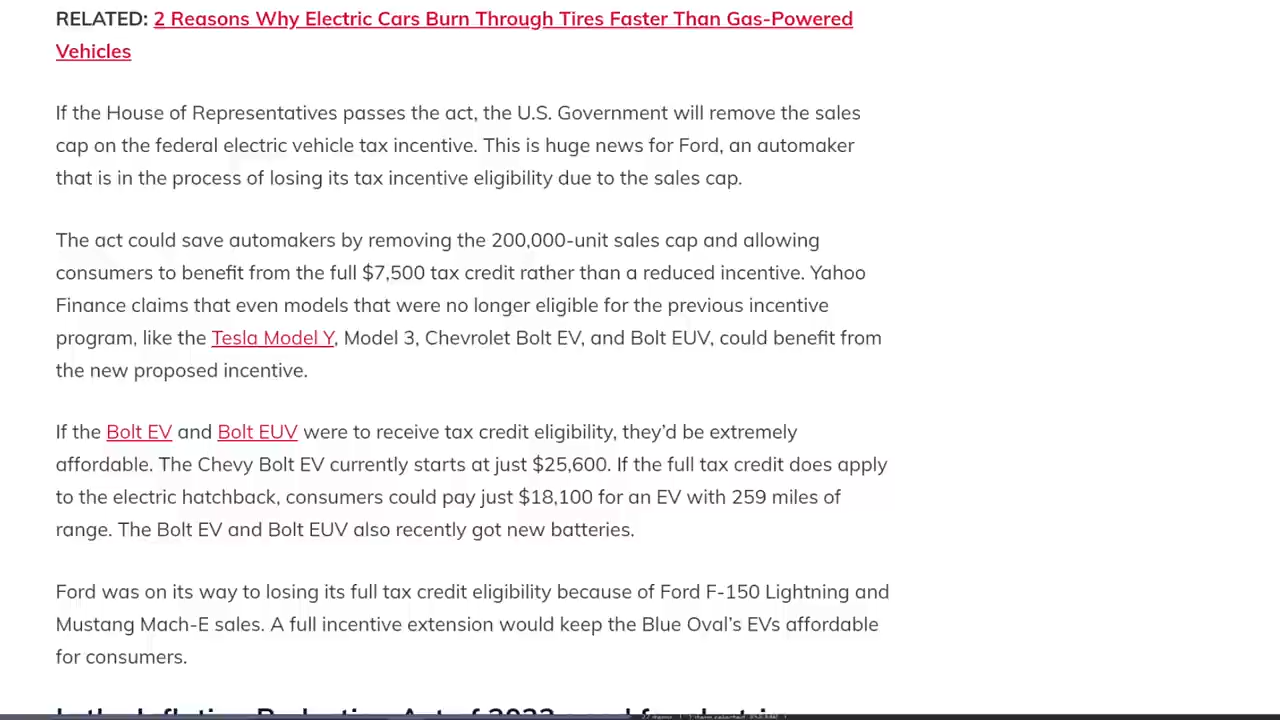 RELATED: 2 Reasons Why Electric Cars Burn Through Tires Faster Than Gas-Powered
Vehicles
If the House of Representatives passes the act, the U.S. Government will remove the sales
cap on the federal electric vehicle tax incentive. This is huge news for Ford, an automaker
that is in the process of losing its tax incentive eligibility due to the sales cap.
The act could save automakers by removing the 200,000-unit sales cap and allowing
consumers to benefit from the full $7,500 tax credit rather than a reduced incentive. Yahoo
Finance claims that even models that were no longer eligible for the previous incentive
program, like the Tesla Model Y, Model 3, Chevrolet Bolt EV, and Bolt EUV, could benefit from
the new proposed incentive.
If the Bolt EV and Bolt EUV were to receive tax credit eligibility, they’d be extremely
affordable. The Chevy Bolt EV currently starts at just $25,600. If the full tax credit does apply
to the electric hatchback, consumers could pay just $18,100 for an EV with 259 miles of
range. The Bolt EV and Bolt EUV also recently got new batteries.
Ford was on its way to losing its full tax credit eligibility because of Ford F-150 Lightning and
Mustang Mach-E sales. A full incentive extension would keep the Blue Oval’s EVs affordable
for consumers.
Is the Inflation Reduction Act of 2022 good for electric